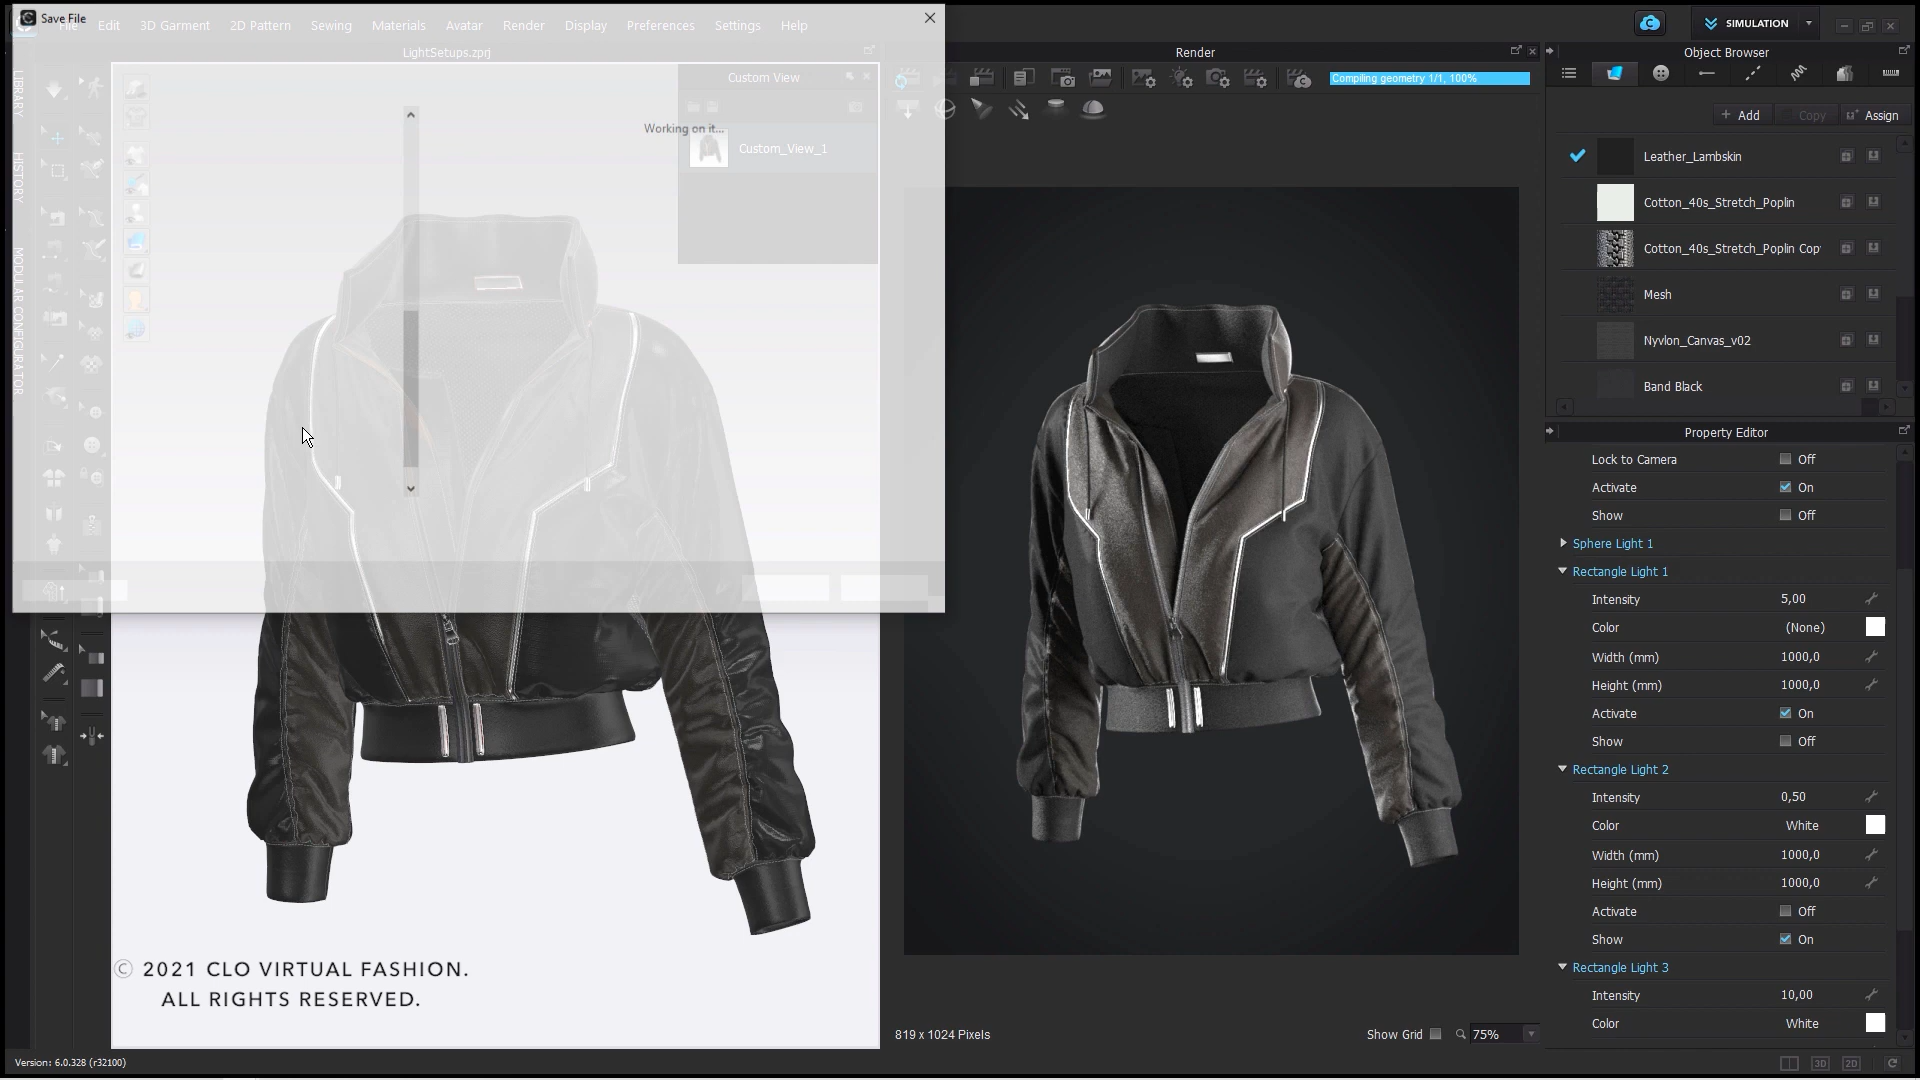 Save File
File
Edit
3D Garment
2D Pattern
Sewing
Materials
Avatar
Render
Display
Preferences
Settings
Help
SIMULATION
LightSetups.zprj
Render
Object Browser
LIBRARY
HISTORY
MODULAR CONFIGURATOR
Custom View
Working on it...
Custom_View_1
Compiling geometry 1/1, 100%
Add
Copy
Assign
Leather_Lambskin
Cotton_40s_Stretch_Poplin
Cotton_40s_Stretch_Poplin Cop
Mesh
Nyvlon_Canvas_v02
Band Black
Property Editor
Lock to Camera Off
Activate On
Show Off
Sphere Light 1
Rectangle Light 1
Intensity 5,00
Color (None)
Width (mm) 1000,0
Height (mm) 1000,0
Activate On
Show Off
Rectangle Light 2
Intensity 0,50
Color White
Width (mm) 1000,0
Height (mm) 1000,0
Activate Off
Show On
Rectangle Light 3
Intensity 10,00
Color White
© 2021 CLO VIRTUAL FASHION.
ALL RIGHTS RESERVED.
819 x 1024 Pixels
Show Grid
75%
Version: 6.0.328 (r32100)
3D
2D